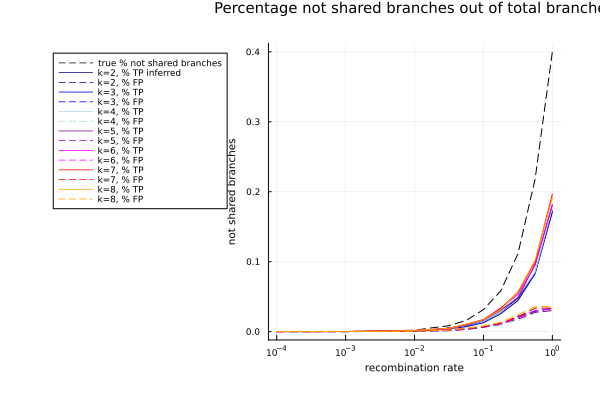 Percentage not shared branches out of total branche
true % not shared branches
k=2, % TP inferred
k=2, % FP
k=3, % TP
k=3, % FP
k=4, % TP
k=4, % FP
k=5, % TP
k=5, % FP
k=6, % TP
k=6, % FP
k=7, % TP
k=7, % FP
k=8, % TP
k=8, % FP
not shared branches
0.4
0.3
0.2
0.1
0.0
10⁻⁴ 10⁻³ 10⁻² 10⁻¹ 10⁰
recombination rate